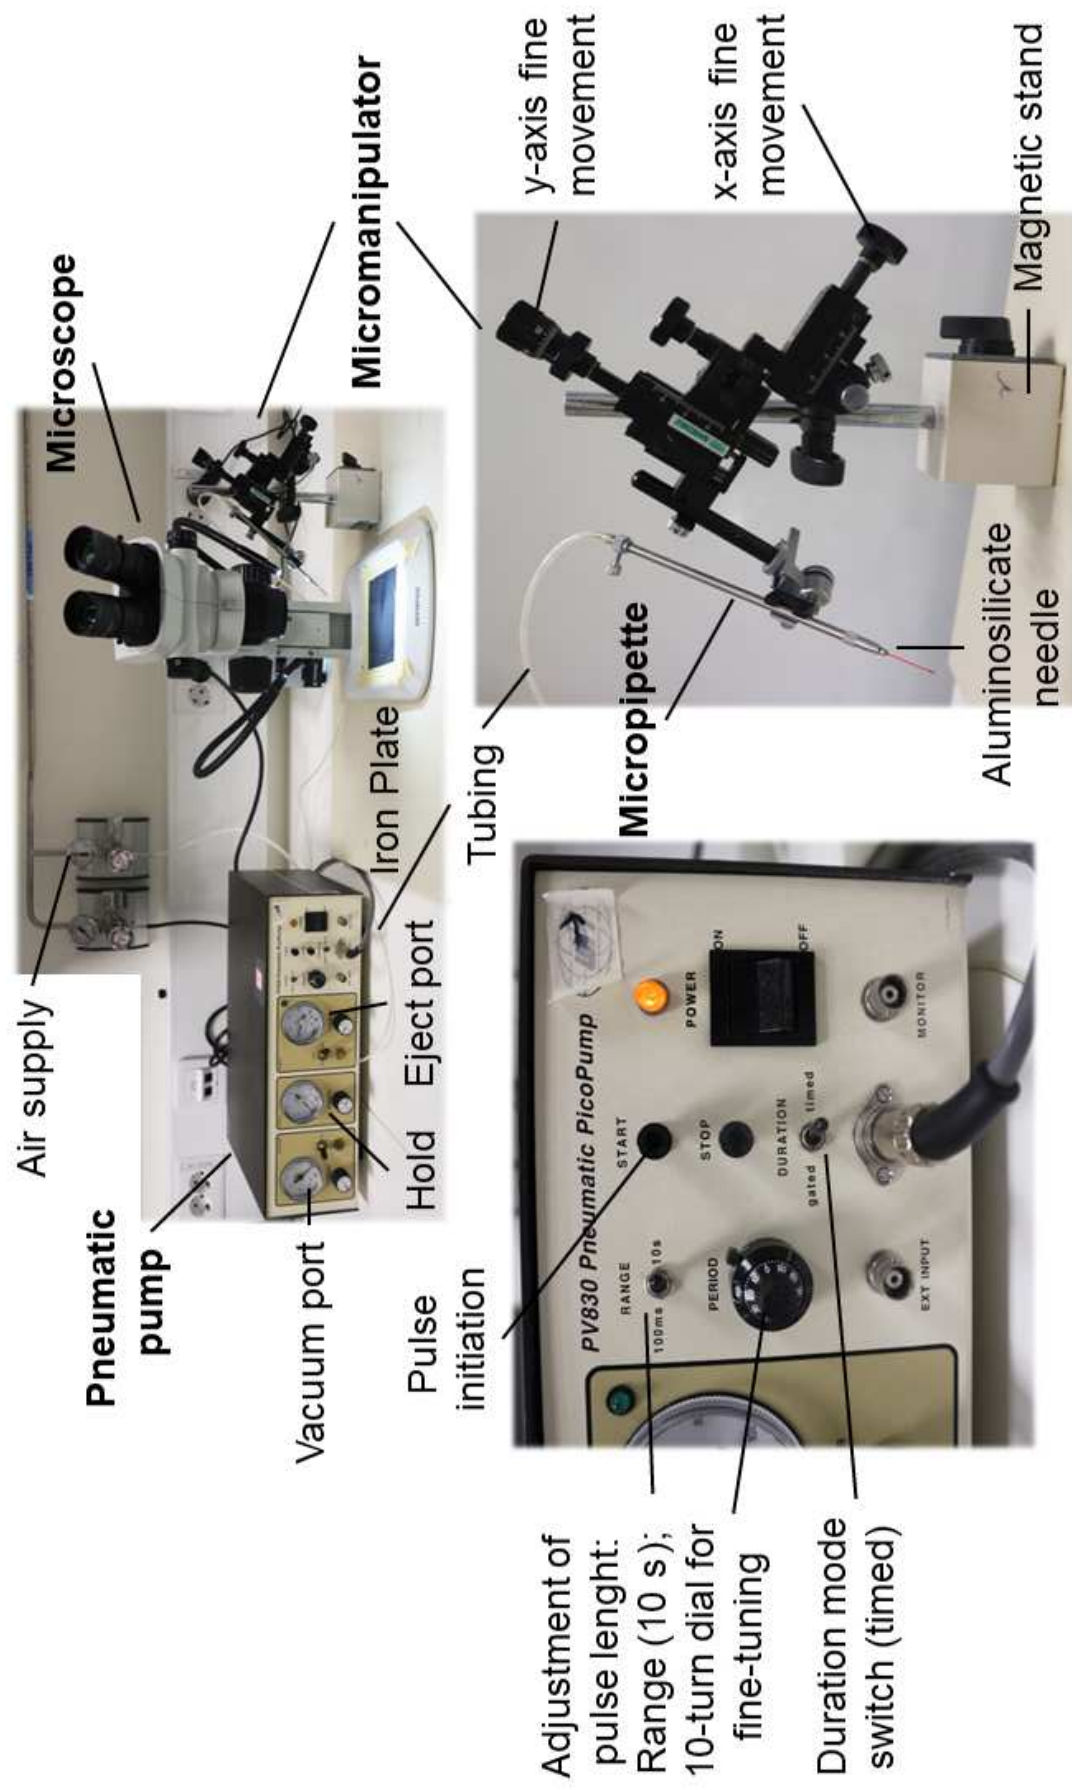 Air supply
Microscope
Pneumatic
pump
Micromanipulator
Vacuum port
Hold
Eject port
Iron Plate
Pulse
initiation
Tubing
y-axis fine
movement
Micropipette
x-axis fine
movement
Adjustment of
pulse lenght:
Range (10 s);
10-turn dial for
fine-tuning
PV830 Pneumatic PicoPump
RANGE
100ms
10s
START
POWER
ON
OFF
STOP
PERIOD
DURATION
gated
timed
EXT INPUT
MONITOR
Duration mode
switch (timed)
Aluminosilicate
needle
Magnetic stand